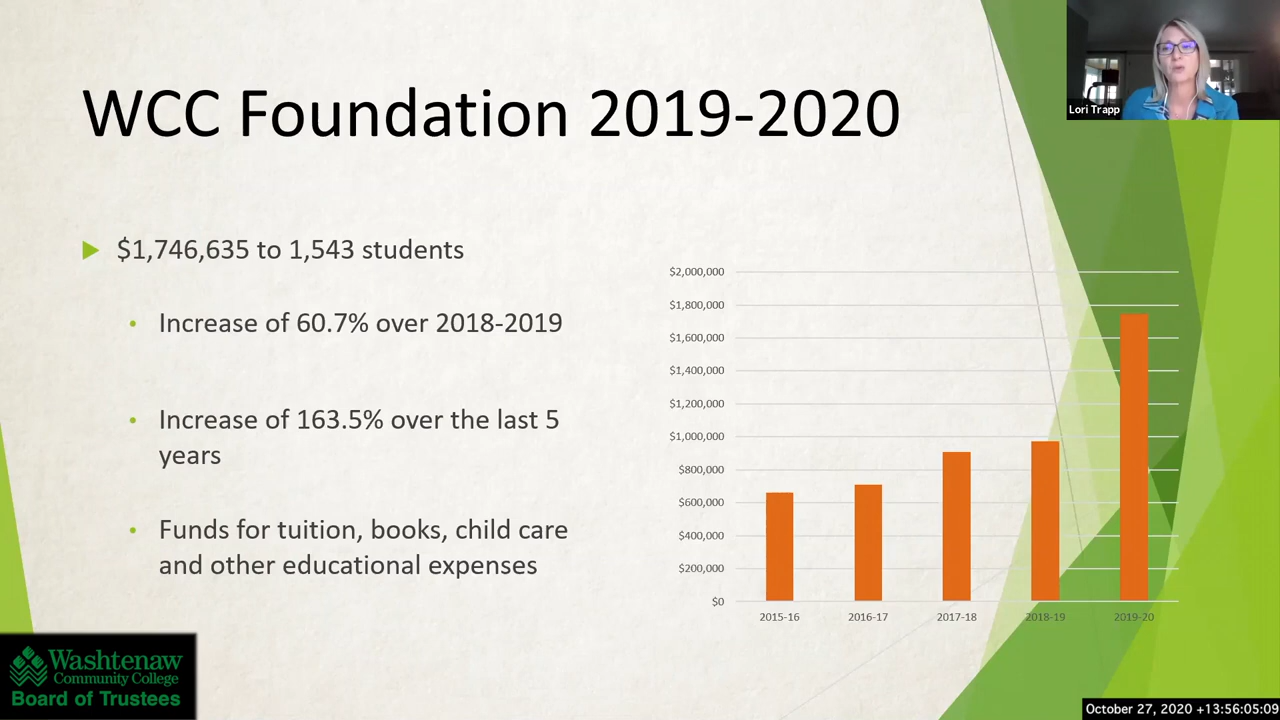 WCC Foundation 2019-2020
Lori Trapp
$1,746,635 to 1,543 students
Increase of 60.7% over 2018-2019
Increase of 163.5% over the last 5
years
Funds for tuition, books, child care
and other educational expenses
$2,000,000
$1,800,000
$1,600,000
$1,400,000
$1,200,000
$1,000,000
$800,000
$600,000
$400,000
$200,000
$0
2015-16 2016-17 2017-18 2018-19 2019-20
Washtenaw
Community College
Board of Trustees
October 27, 2020 +13:56:05:09